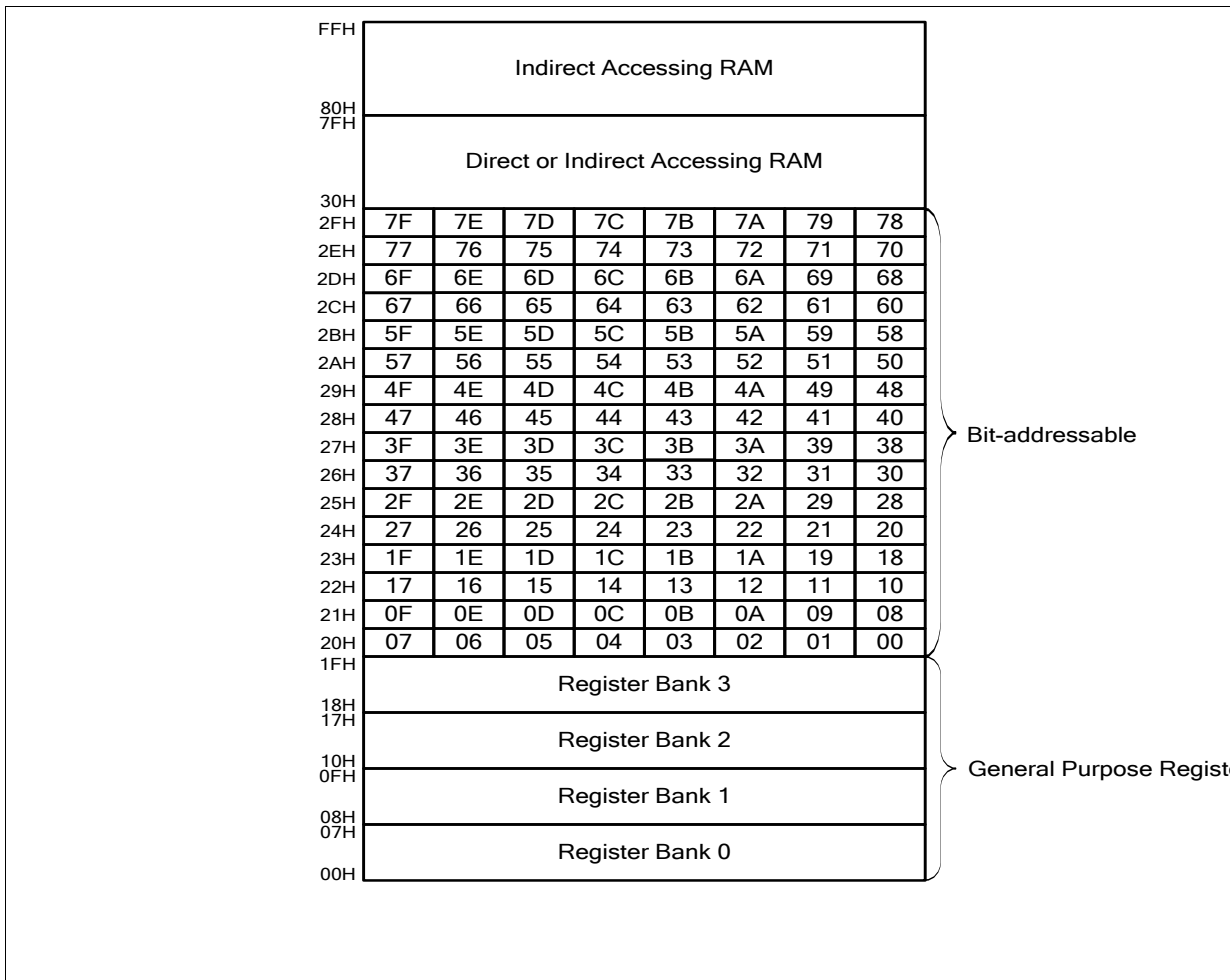 FFH
Indirect Accessing RAM
80H
7FH
Direct or Indirect Accessing RAM
30H
2FH 7F 7E 7D 7C 7B 7A 79 78
2EH 77 76 75 74 73 72 71 70
2DH 6F 6E 6D 6C 6B 6A 69 68
2CH 67 66 65 64 63 62 61 60
2BH 5F 5E 5D 5C 5B 5A 59 58
2AH 57 56 55 54 53 52 51 50
29H 4F 4E 4D 4C 4B 4A 49 48
28H 47 46 45 44 43 42 41 40
Bit-addressable
27H 3F 3E 3D 3C 3B 3A 39 38
26H 37 36 35 34 33 32 31 30
25H 2F 2E 2D 2C 2B 2A 29 28
24H 27 26 25 24 23 22 21 20
23H 1F 1E 1D 1C 1B 1A 19 18
22H 17 16 15 14 13 12 11 10
21H 0F 0E 0D 0C 0B 0A 09 08
20H 07 06 05 04 03 02 01 00
1FH
Register Bank 3
18H
17H
Register Bank 2
10H
0FH
General Purpose Registe
Register Bank 1
08H
07H
Register Bank 0
00H